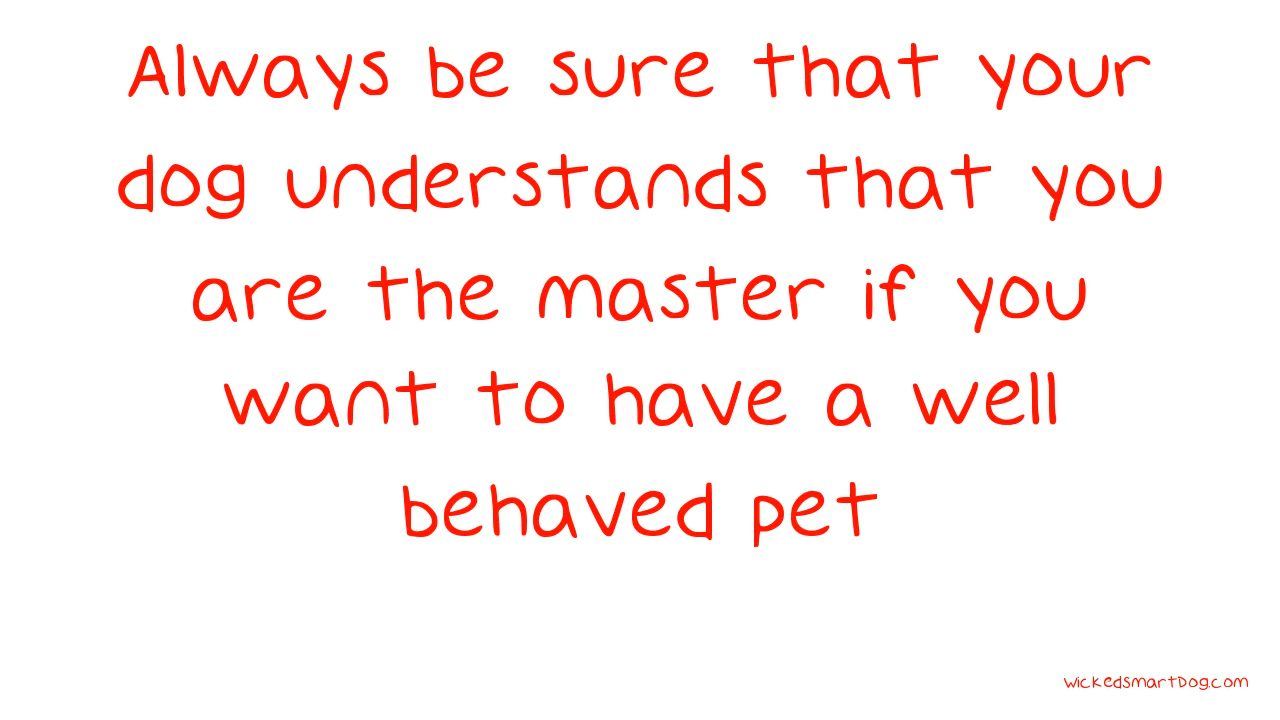 Always be sure that your
dog understands that you
are the master if you
want to have a well
behaved pet
wickedsmartDog.com